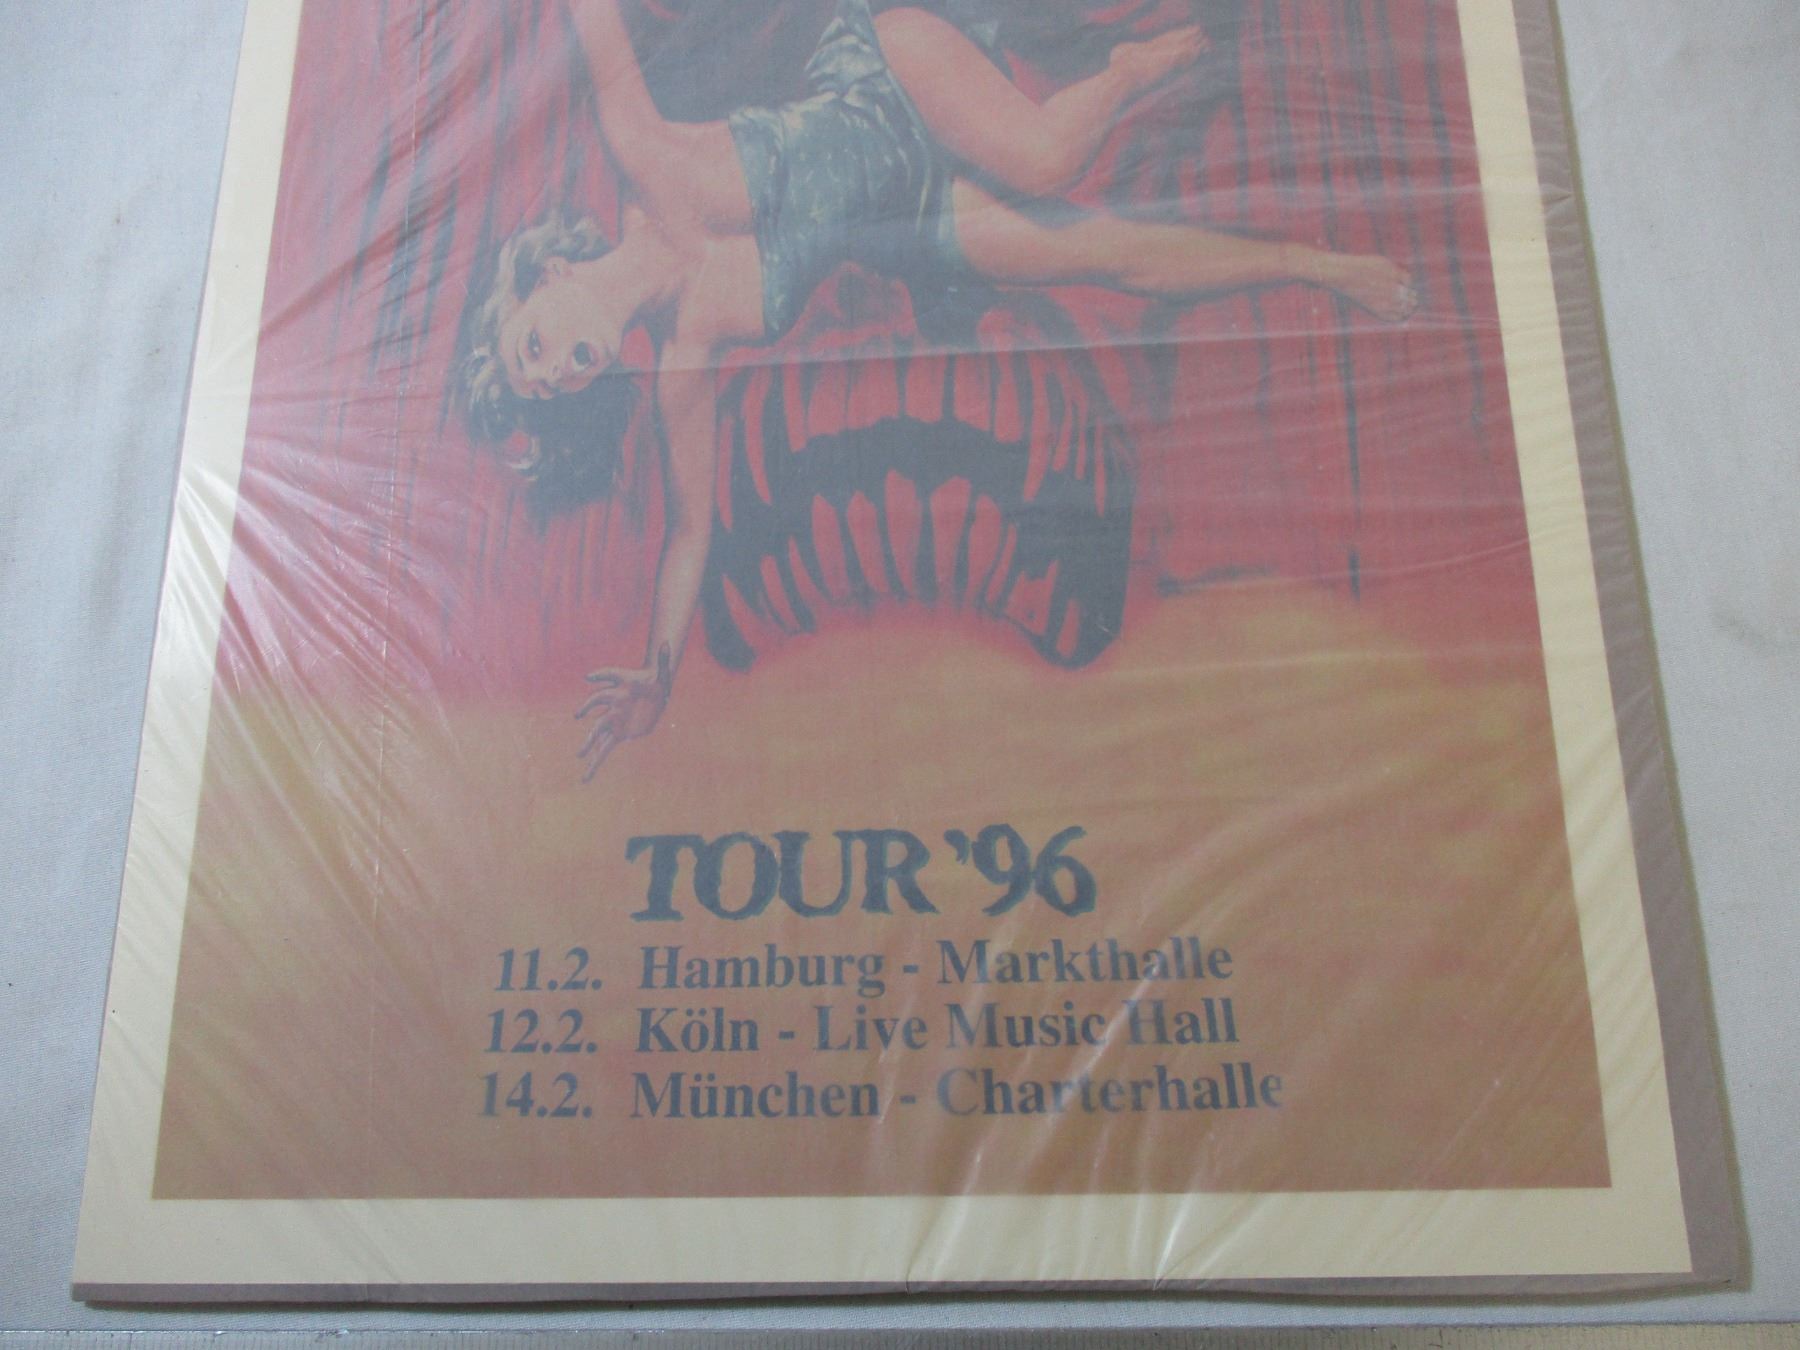 TOUR '96
11.2. Hamburg - Markthalle
12.2. Köln - Live Music Hall
14.2. München - Charterhalle